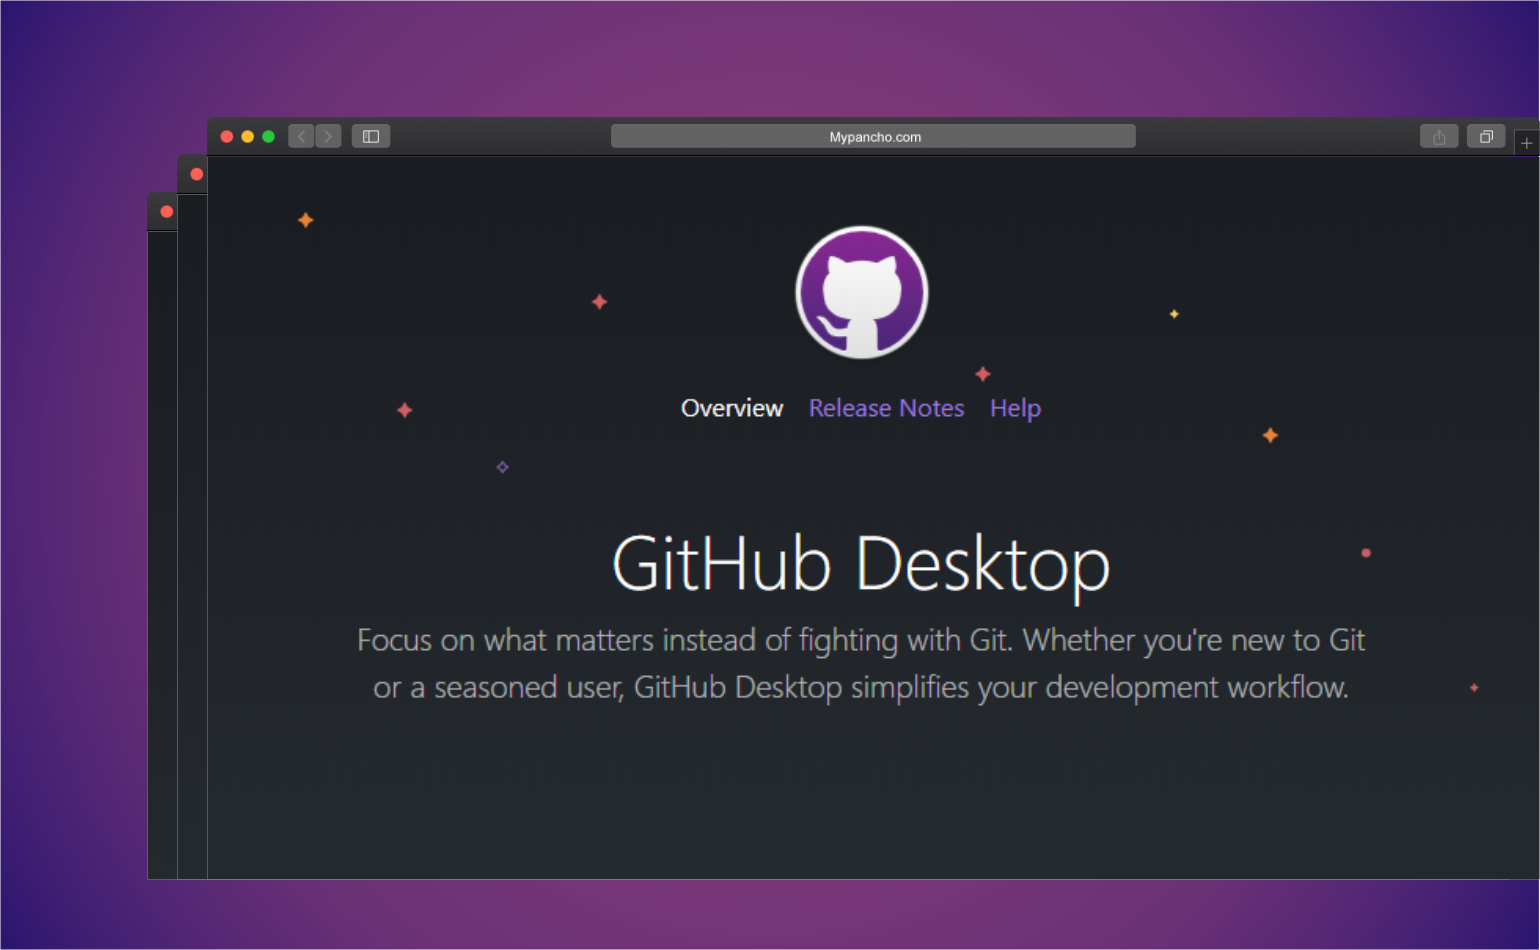 Mypancho.com
Overview Release Notes Help
GitHub Desktop
Focus on what matters instead of fighting with Git. Whether you're new to Git
or a seasoned user, GitHub Desktop simplifies your development workflow.